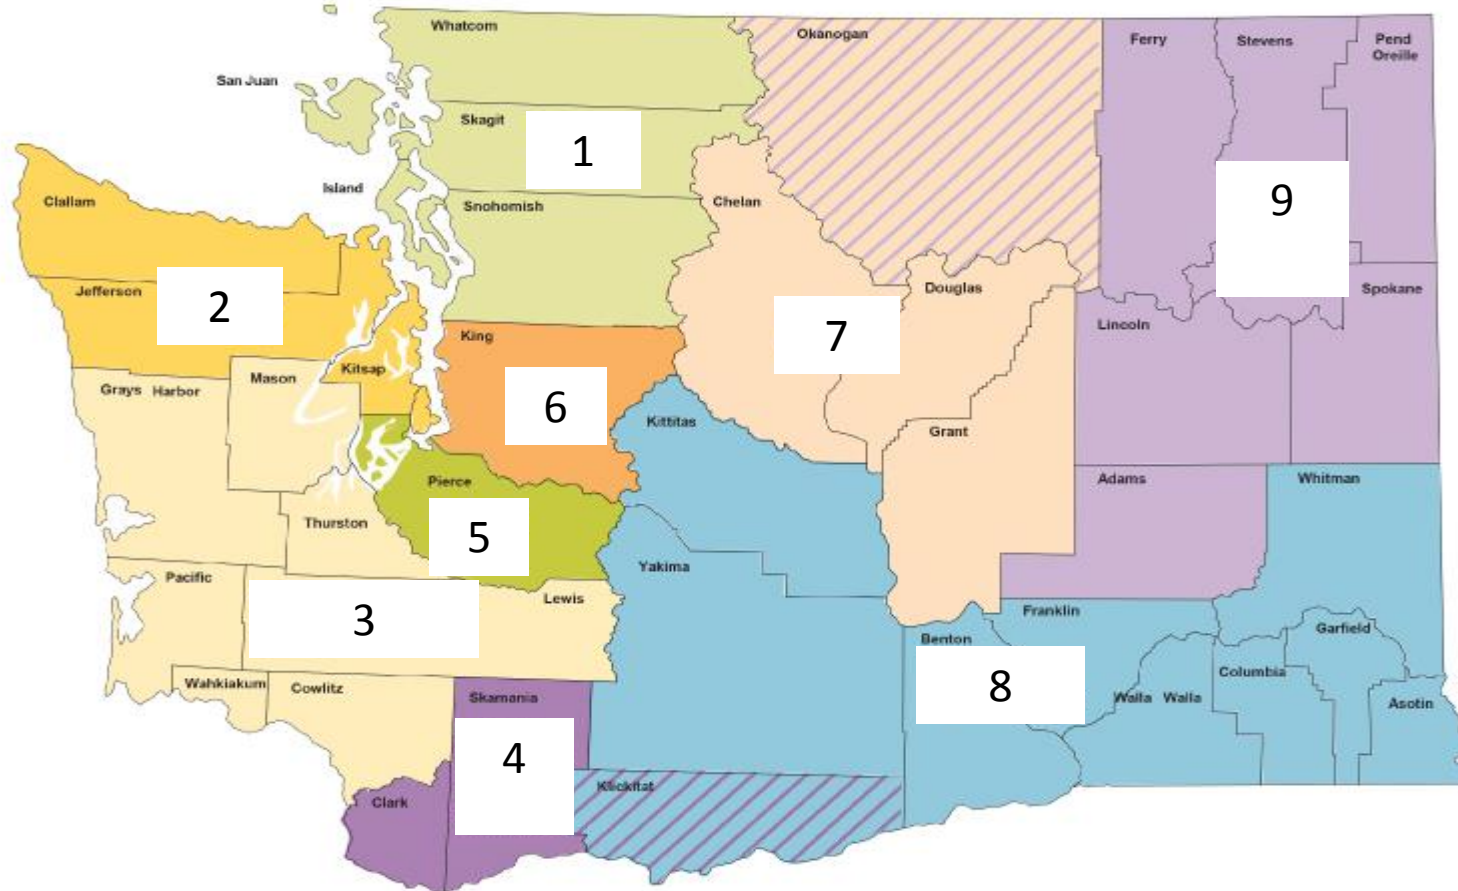 Whatcom
Okanogan
Ferry
Stevens
Pend
Oreille
San Juan
Skagit
1
Island
Clallam
Snohomish
Chelan
9
Jefferson
2
Douglas
Spokane
King
7
Lincoln
Mason
Kitsap
Grays Harbor
6
Kittitas
Grant
Pierce
Adams
Whitman
Thurston
5
Yakima
Pacific
Lewis
3
Franklin
Benton
Garfield
Wahkiakum
Cowlitz
Skamania
8
Columbia
Walla Walla
Asotin
4
Klickitat
Clark